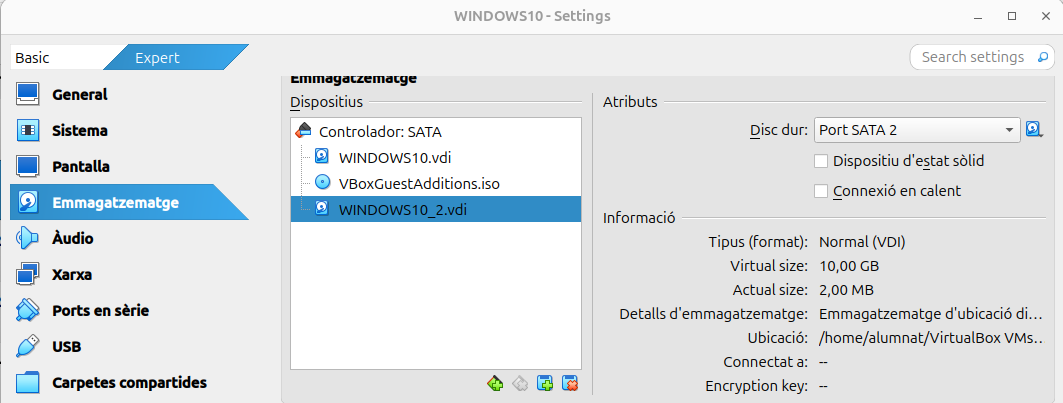 WINDOWS10 - Settings
Basic
Expert
Search settings
General
Sistema
Pantalla
Emmagatzematge
Àudio
Xarxa
Ports en sèrie
USB
Carpetes compartides
Emmagatzematge
Dispositius
Controlador: SATA
WINDOWS10.vdi
VBoxGuestAdditions.iso
WINDOWS10_2.vdi
Atributs
Disc dur: Port SATA 2
Dispositiu d'estat sòlid
Connexió en calent
Informació
Tipus (format): Normal (VDI)
Virtual size: 10,00 GB
Actual size: 2,00 MB
Detalls d'emmagatzematge: Emmagatzematge d'ubicació di…
Ubicació: /home/alumnat/VirtualBox VMs…
Connectat a: --
Encryption key: --